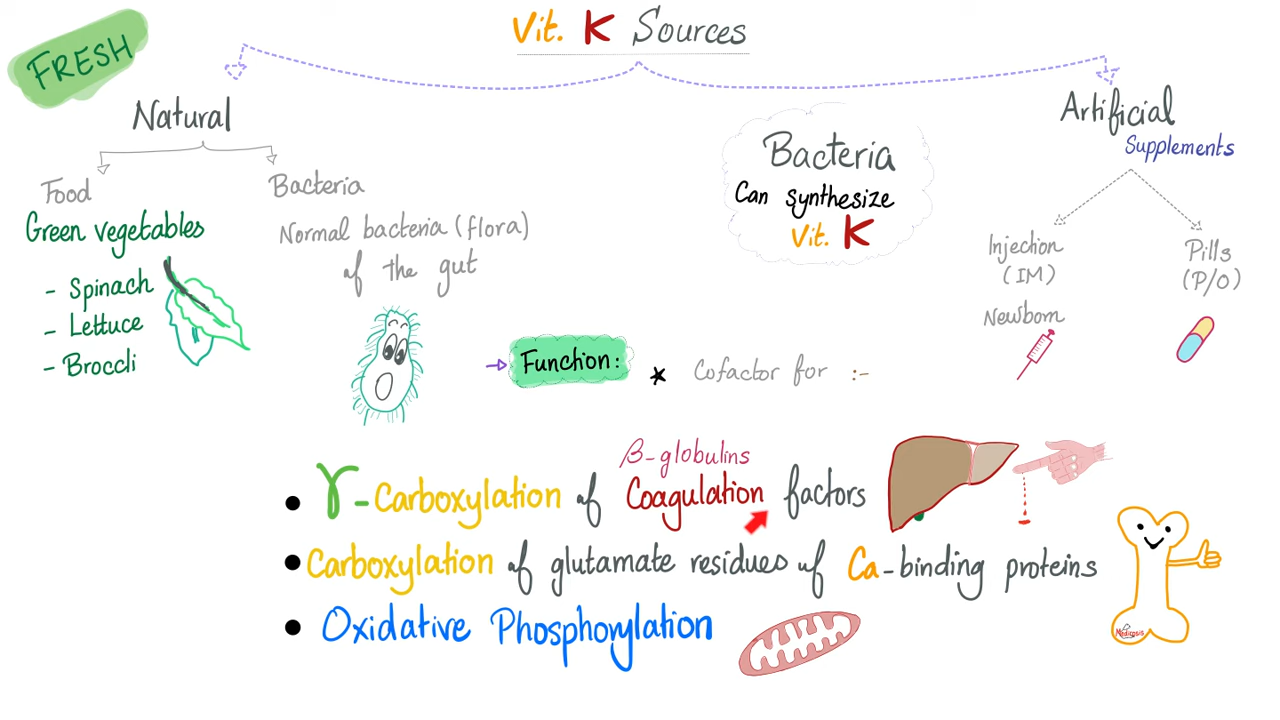 FRESH
Vit. K Sources
Natural
Food
Green vegetables
- Spinach
- Lettuce
- Broccli
Bacteria
Normal bacteria (flora)
of the gut
Bacteria
Can synthesize
Vit. K
Artificial
Supplements
Injection
(IM)
Newborn
Pills
(P/O)
→ Function: * Cofactor for :-
β-globulins
• γ-Carboxylation of Coagulation factors
• Carboxylation of glutamate residues of Ca-binding proteins
• Oxidative Phosphorylation
Medicosis